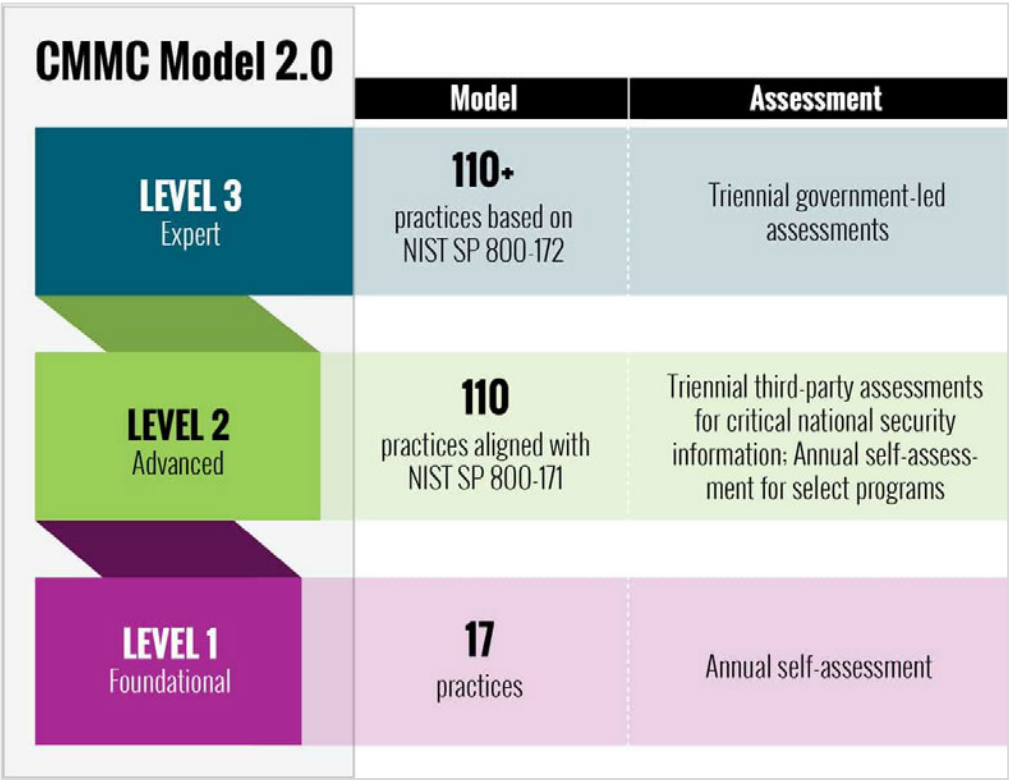 CMMC Model 2.0
Model
Assessment
LEVEL 3
Expert
110+
practices based on
NIST SP 800-172
Triennial government-led
assessments
LEVEL 2
Advanced
110
practices aligned with
NIST SP 800-171
Triennial third-party assessments
for critical national security
information; Annual self-assess-
ment for select programs
LEVEL 1
Foundational
17
practices
Annual self-assessment